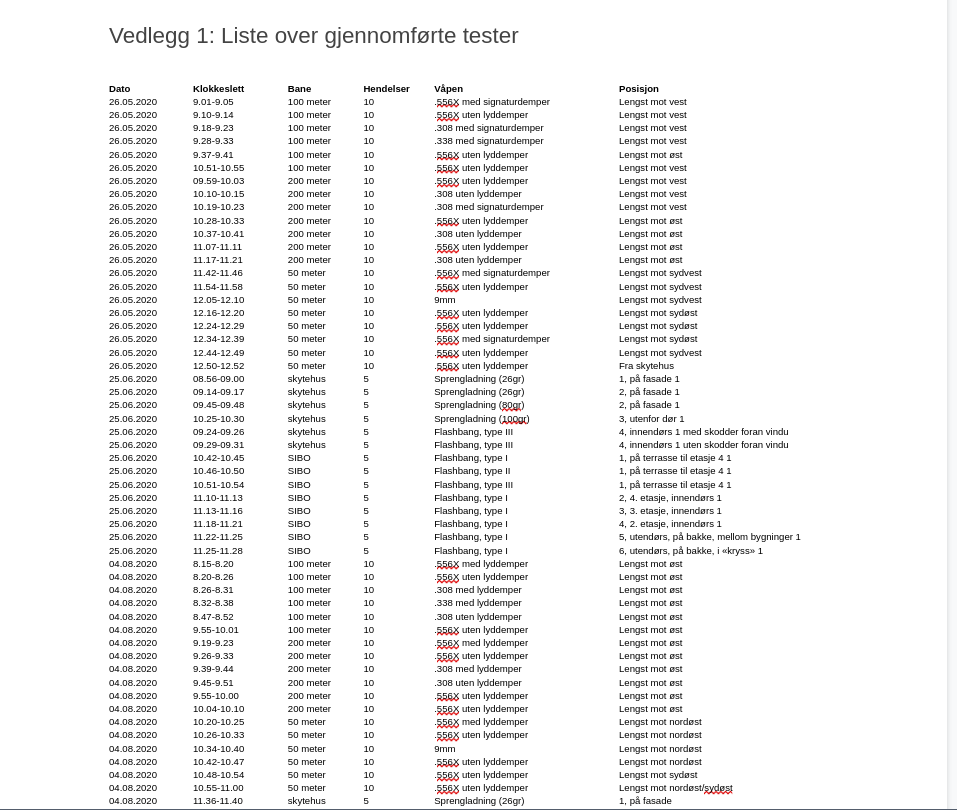 Vedlegg 1: Liste over gjennomførte tester
Dato Klokkeslett Bane Hendelser Våpen Posisjon
26.05.2020 9.01-9.05 100 meter 10 .556X med signaturdemper Lengst mot vest
26.05.2020 9.10-9.14 100 meter 10 .556X uten lyddemper Lengst mot vest
26.05.2020 9.18-9.23 100 meter 10 .308 med signaturdemper Lengst mot vest
26.05.2020 9.28-9.33 100 meter 10 .338 med signaturdemper Lengst mot vest
26.05.2020 9.37-9.41 100 meter 10 .556X uten lyddemper Lengst mot øst
26.05.2020 10.51-10.55 100 meter 10 .556X uten lyddemper Lengst mot vest
26.05.2020 09.59-10.03 200 meter 10 .556X uten lyddemper Lengst mot vest
26.05.2020 10.10-10.15 200 meter 10 .308 uten lyddemper Lengst mot vest
26.05.2020 10.19-10.23 200 meter 10 .308 med signaturdemper Lengst mot vest
26.05.2020 10.28-10.33 200 meter 10 .556X uten lyddemper Lengst mot øst
26.05.2020 10.37-10.41 200 meter 10 .308 uten lyddemper Lengst mot øst
26.05.2020 11.07-11.11 200 meter 10 .556X uten lyddemper Lengst mot øst
26.05.2020 11.17-11.21 200 meter 10 .308 uten lyddemper Lengst mot øst
26.05.2020 11.42-11.46 50 meter 10 .556X med signaturdemper Lengst mot sydvest
26.05.2020 11.54-11.58 50 meter 10 .556X uten lyddemper Lengst mot sydvest
26.05.2020 12.05-12.10 50 meter 10 9mm Lengst mot sydvest
26.05.2020 12.16-12.20 50 meter 10 .556X uten lyddemper Lengst mot sydøst
26.05.2020 12.24-12.29 50 meter 10 .556X uten lyddemper Lengst mot sydøst
26.05.2020 12.34-12.39 50 meter 10 .556X med signaturdemper Lengst mot sydøst
26.05.2020 12.44-12.49 50 meter 10 .556X uten lyddemper Lengst mot sydvest
26.05.2020 12.50-12.52 50 meter 10 .556X uten lyddemper Fra skytehus
25.06.2020 08.56-09.00 skytehus 5 Sprengladning (26gr) 1, på fasade 1
25.06.2020 09.14-09.17 skytehus 5 Sprengladning (26gr) 2, på fasade 1
25.06.2020 09.45-09.48 skytehus 5 Sprengladning (80gr) 2, på fasade 1
25.06.2020 10.25-10.30 skytehus 5 Sprengladning (100gr) 3, utenfor dør 1
25.06.2020 09.24-09.26 skytehus 5 Flashbang, type III 4, innendørs 1 med skodder foran vindu
25.06.2020 09.29-09.31 skytehus 5 Flashbang, type III 4, innendørs 1 uten skodder foran vindu
25.06.2020 10.42-10.45 SIBO 5 Flashbang, type I 1, på terrasse til etasje 4 1
25.06.2020 10.46-10.50 SIBO 5 Flashbang, type II 1, på terrasse til etasje 4 1
25.06.2020 10.51-10.54 SIBO 5 Flashbang, type III 1, på terrasse til etasje 4 1
25.06.2020 11.10-11.13 SIBO 5 Flashbang, type I 2, 4. etasje, innendørs 1
25.06.2020 11.13-11.16 SIBO 5 Flashbang, type I 3, 3. etasje, innendørs 1
25.06.2020 11.18-11.21 SIBO 5 Flashbang, type I 4, 2. etasje, innendørs 1
25.06.2020 11.22-11.25 SIBO 5 Flashbang, type I 5, utendørs, på bakke, mellom bygninger 1
25.06.2020 11.25-11.28 SIBO 5 Flashbang, type I 6, utendørs, på bakke, i «kryss» 1
04.08.2020 8.15-8.20 100 meter 10 .556X med lyddemper Lengst mot øst
04.08.2020 8.20-8.26 100 meter 10 .556X uten lyddemper Lengst mot øst
04.08.2020 8.26-8.31 100 meter 10 .308 med lyddemper Lengst mot øst
04.08.2020 8.32-8.38 100 meter 10 .338 med lyddemper Lengst mot øst
04.08.2020 8.47-8.52 100 meter 10 .308 uten lyddemper Lengst mot øst
04.08.2020 9.55-10.01 100 meter 10 .556X uten lyddemper Lengst mot øst
04.08.2020 9.19-9.23 200 meter 10 .556X med lyddemper Lengst mot øst
04.08.2020 9.26-9.33 200 meter 10 .556X uten lyddemper Lengst mot øst
04.08.2020 9.39-9.44 200 meter 10 .308 med lyddemper Lengst mot øst
04.08.2020 9.45-9.51 200 meter 10 .308 uten lyddemper Lengst mot øst
04.08.2020 9.55-10.00 200 meter 10 .556X uten lyddemper Lengst mot øst
04.08.2020 10.04-10.10 200 meter 10 .556X uten lyddemper Lengst mot øst
04.08.2020 10.20-10.25 50 meter 10 .556X med lyddemper Lengst mot nordøst
04.08.2020 10.26-10.33 50 meter 10 .556X uten lyddemper Lengst mot nordøst
04.08.2020 10.34-10.40 50 meter 10 9mm Lengst mot nordøst
04.08.2020 10.42-10.47 50 meter 10 .556X uten lyddemper Lengst mot nordøst
04.08.2020 10.48-10.54 50 meter 10 .556X uten lyddemper Lengst mot sydøst
04.08.2020 10.55-11.00 50 meter 10 .556X uten lyddemper Lengst mot nordøst/sydøst
04.08.2020 11.36-11.40 skytehus 5 Sprengladning (26gr) 1, på fasade